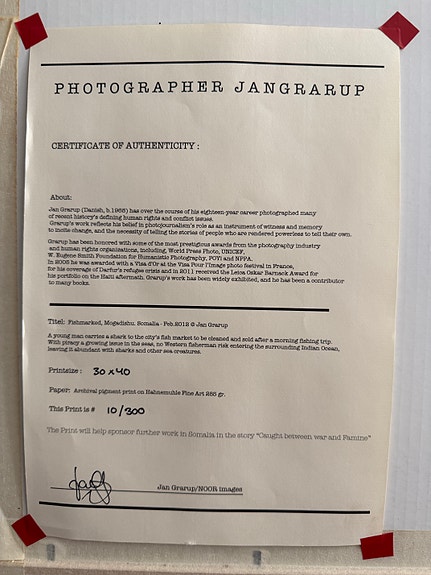 PHOTOGRAPHER JANGRARUP
CERTIFICATE OF AUTHENTICITY :
About:
Jan Grarup (Danish, b.1968) has over the course of his eighteen-year career photographed many
of recent history's defining human rights and conflict issues.
Grarup's work reflects his belief in photojournalism's role as an instrument of witness and memory
to incite change, and the necessity of telling the stories of people who are rendered powerless to tell their own.
Grarup has been honored with some of the most prestigious awards from the photography industry
and human rights organizations, including, World Press Photo, UNICEF,
W. Eugene Smith Foundation for Humanistic Photography, POYi and NPPA.
In 2005 he was awarded with a Visa d'Or at the Visa Pour l'Image photo festival in France,
for his coverage of Darfur's refugee crisis and in 2011 received the Leica Oskar Barnack Award for
his portfolio on the Haiti aftermath. Grarup's work has been widely exhibited, and he has been a contributor
to many books.
Titel: Fishmarked, Mogadishu. Somalia - Feb.2012 @ Jan Grarup
A young man carries a shark to the city's fish market to be cleaned and sold after a morning fishing trip.
With piracy a growing issue in the seas, no Western fisherman risk entering the surrounding Indian Ocean,
leaving it abundant with sharks and other sea creatures.
Printsize : 30 x 40
Paper: Archival pigment print on Hahnemuhle Fine Art 255 gr.
This Print is # 10/300
The Print will help sponsor further work in Somalia in the story "Caught between war and Famine"
Jan Grarup/NOOR images